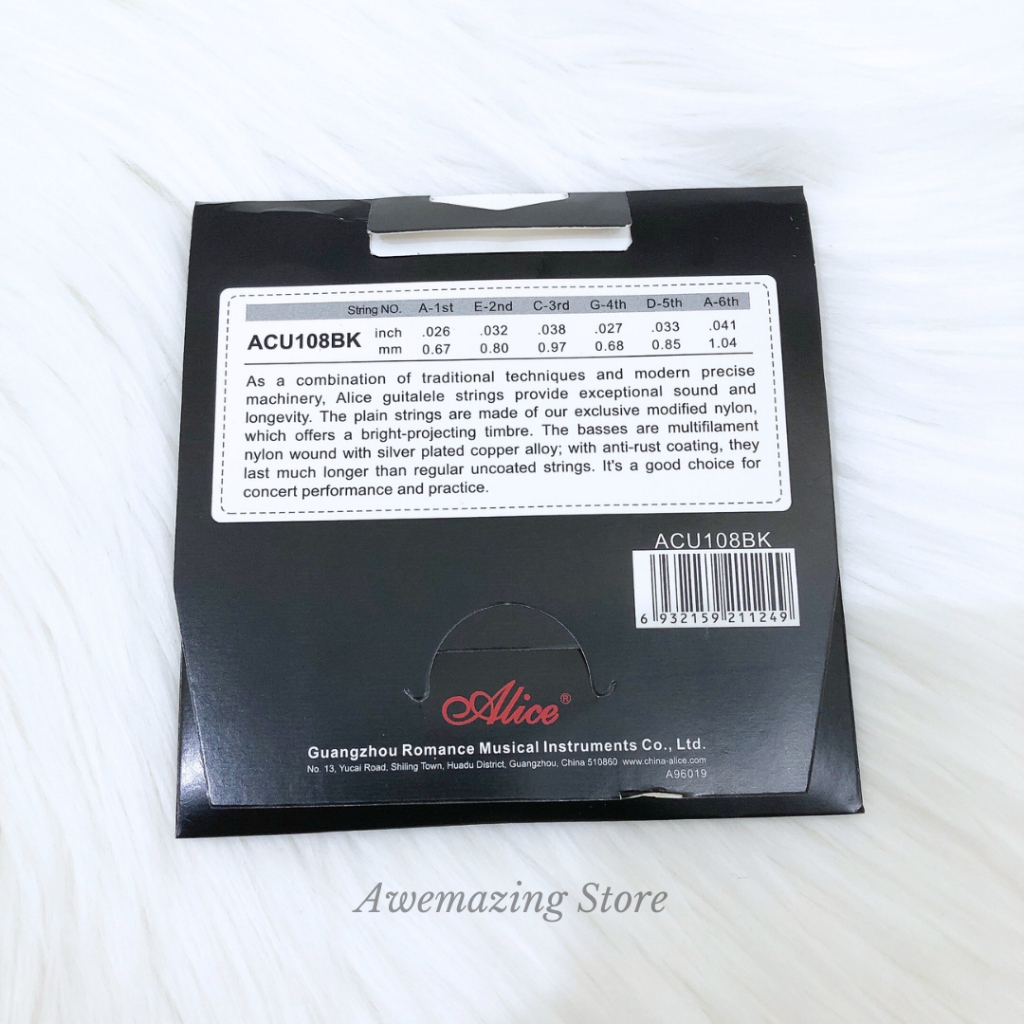 String NO. A-1st E-2nd C-3rd G-4th D-5th A-6th
ACU108BK inch .026 .032 .038 .027 .033 .041
mm 0.67 0.80 0.97 0.68 0.85 1.04
As a combination of traditional techniques and modern precise
machinery, Alice guitalele strings provide exceptional sound and
longevity. The plain strings are made of our exclusive modified nylon,
which offers a bright-projecting timbre. The basses are multifilament
nylon wound with silver plated copper alloy; with anti-rust coating, they
last much longer than regular uncoated strings. It's a good choice for
concert performance and practice.
ACU108BK
6 932159 211249
Alice®
Guangzhou Romance Musical Instruments Co., Ltd.
No. 13, Yucai Road, Shiling Town, Huadu District, Guangzhou, China 510860 www.china-alice.com
A96019
Awemazing Store